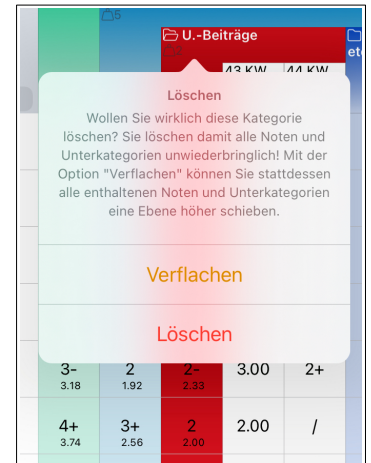 5
U.-Beiträge
43 KW 44 KW
Löschen
Wollen Sie wirklich diese Kategorie
löschen? Sie löschen damit alle Noten und
Unterkategorien unwiederbringlich! Mit der
Option "Verflachen" können Sie stattdessen
alle enthaltenen Noten und Unterkategorien
eine Ebene höher schieben.
Verflachen
Löschen
3- 2 2- 3.00 2+
3.18 1.92 2.33
4+ 3+ 2 2.00 /
3.74 2.56 2.00